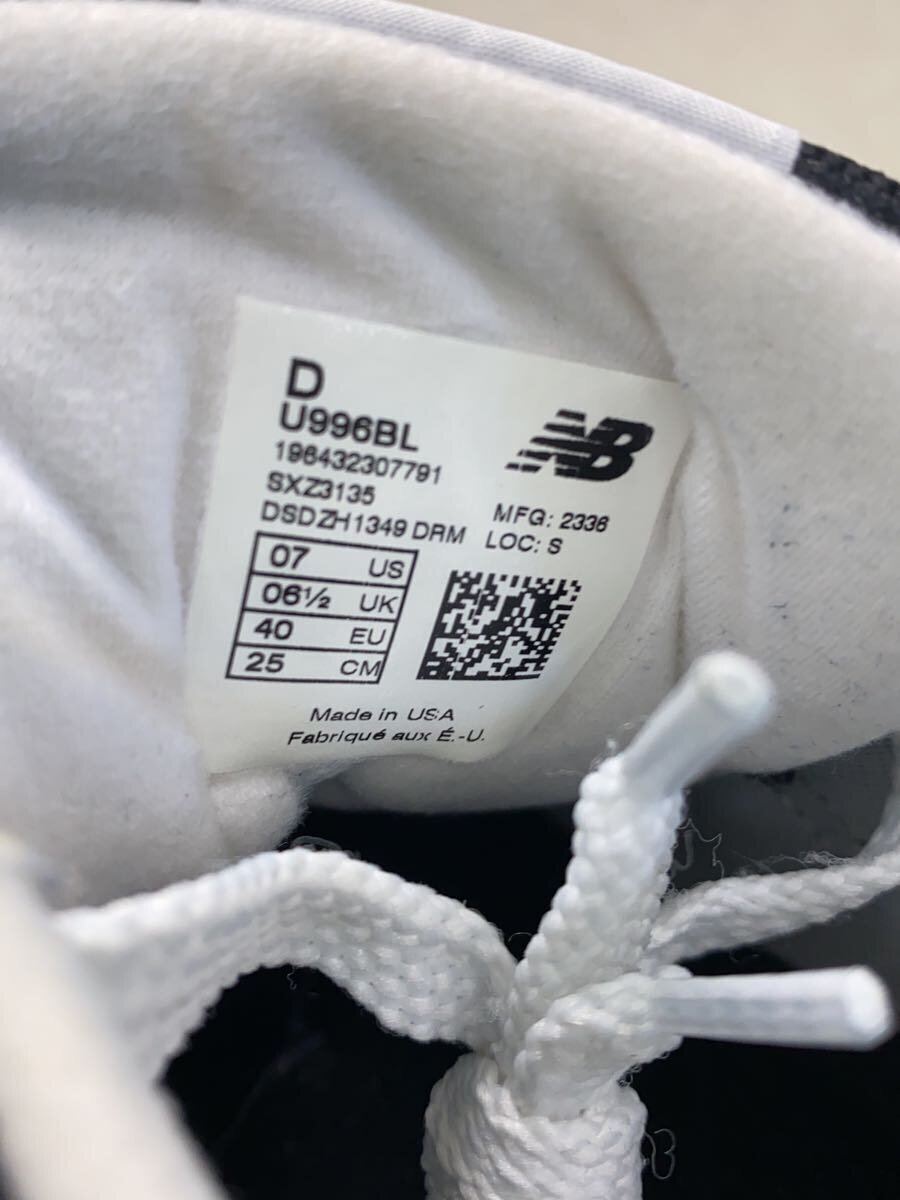 D
U996BL
196432307791
SXZ3135
DSDZH1349 DRM
NB
MFG: 2336
LOC: S
07 US
06½ UK
40 EU
25 CM
Made in USA
Fabriqué aux É.-U.